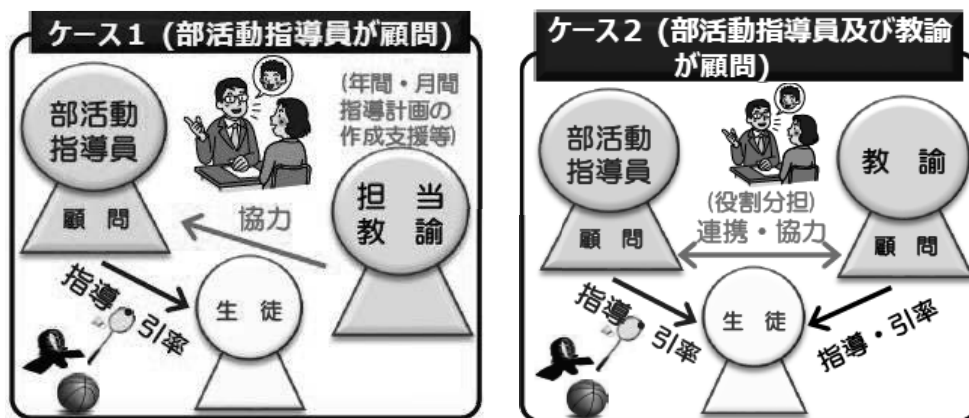 ケース1 (部活動指導員が顧問)
部活動
指導員
顧 問
(年間・月間
指導計画の
作成支援等)
担 当
教 諭
協力
生 徒
指導・引率
ケース2 (部活動指導員及び教諭
が顧問)
部活動
指導員
顧 問
教 諭
顧 問
(役割分担)
連携・協力
生 徒
指導・引率
指導・引率